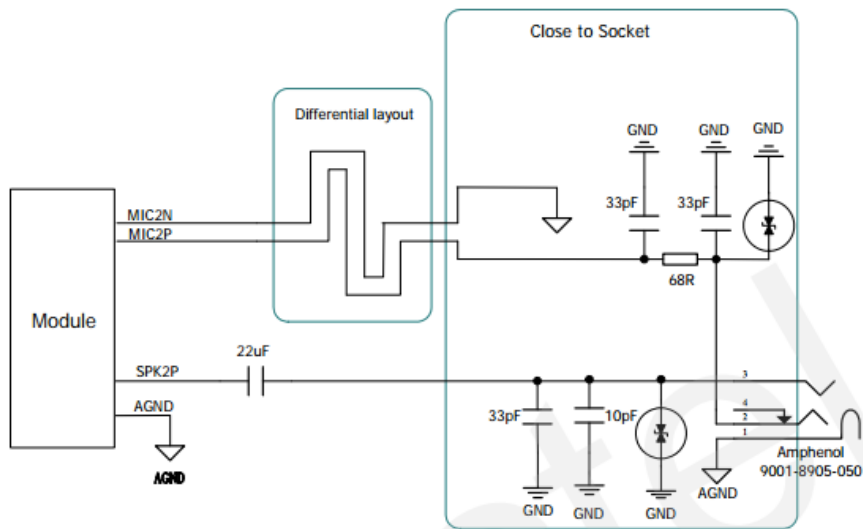 Close to Socket
Differential layout
GND
GND
GND
MIC2N
MIC2P
33pF
33pF
68R
Module
22uF
SPK2P
AGND
AGND
33pF
10pF
3
4
2
1
Amphenol
9001-8905-050
AGND
GND
GND
GND